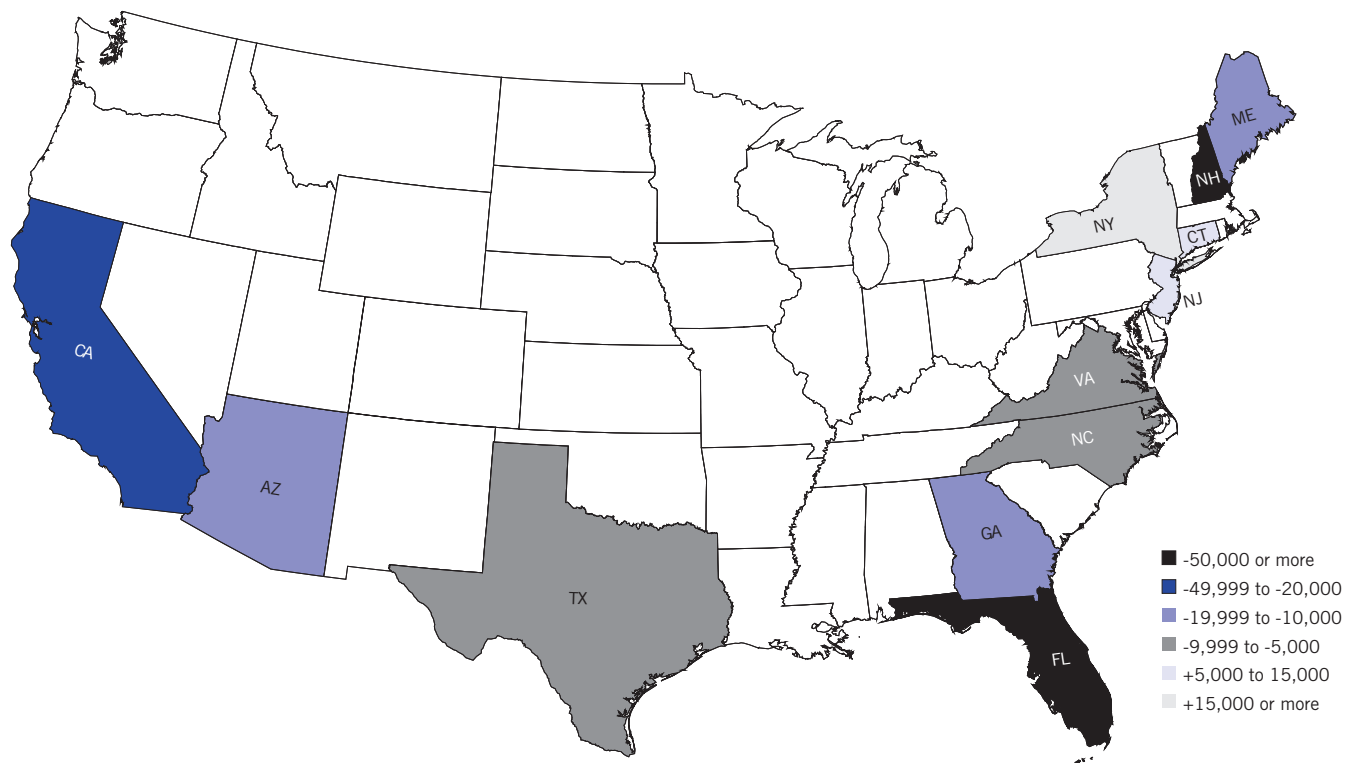 ME
NH
NY
CT
NJ
CA
VA
NC
AZ
GA
TX
FL
-50,000 or more
-49,999 to -20,000
-19,999 to -10,000
-9,999 to -5,000
+5,000 to 15,000
+15,000 or more